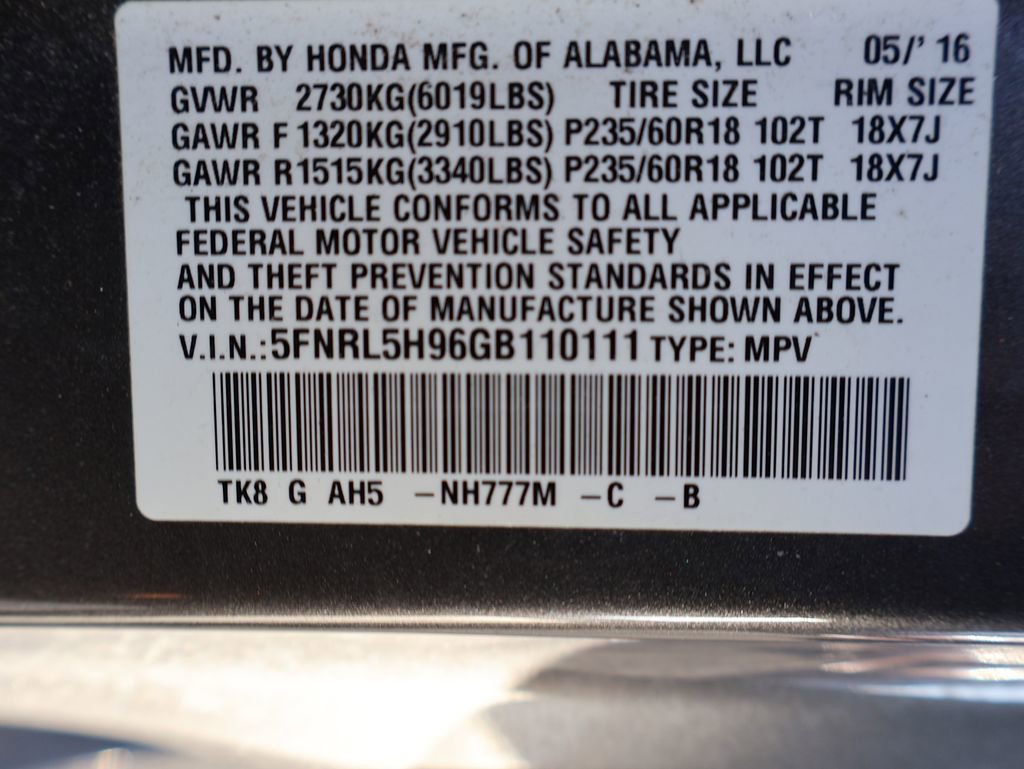 MFD. BY HONDA MFG. OF ALABAMA, LLC 05/' 16
GVWR 2730KG(6019LBS) TIRE SIZE RIM SIZE
GAWR F 1320KG(2910LBS) P235/60R18 102T 18X7J
GAWR R1515KG(3340LBS) P235/60R18 102T 18X7J
THIS VEHICLE CONFORMS TO ALL APPLICABLE
FEDERAL MOTOR VEHICLE SAFETY
AND THEFT PREVENTION STANDARDS IN EFFECT
ON THE DATE OF MANUFACTURE SHOWN ABOVE.
V.I.N.:5FNRL5H96GB110111 TYPE: MPV
TK8 G AH5 -NH777M -C -B